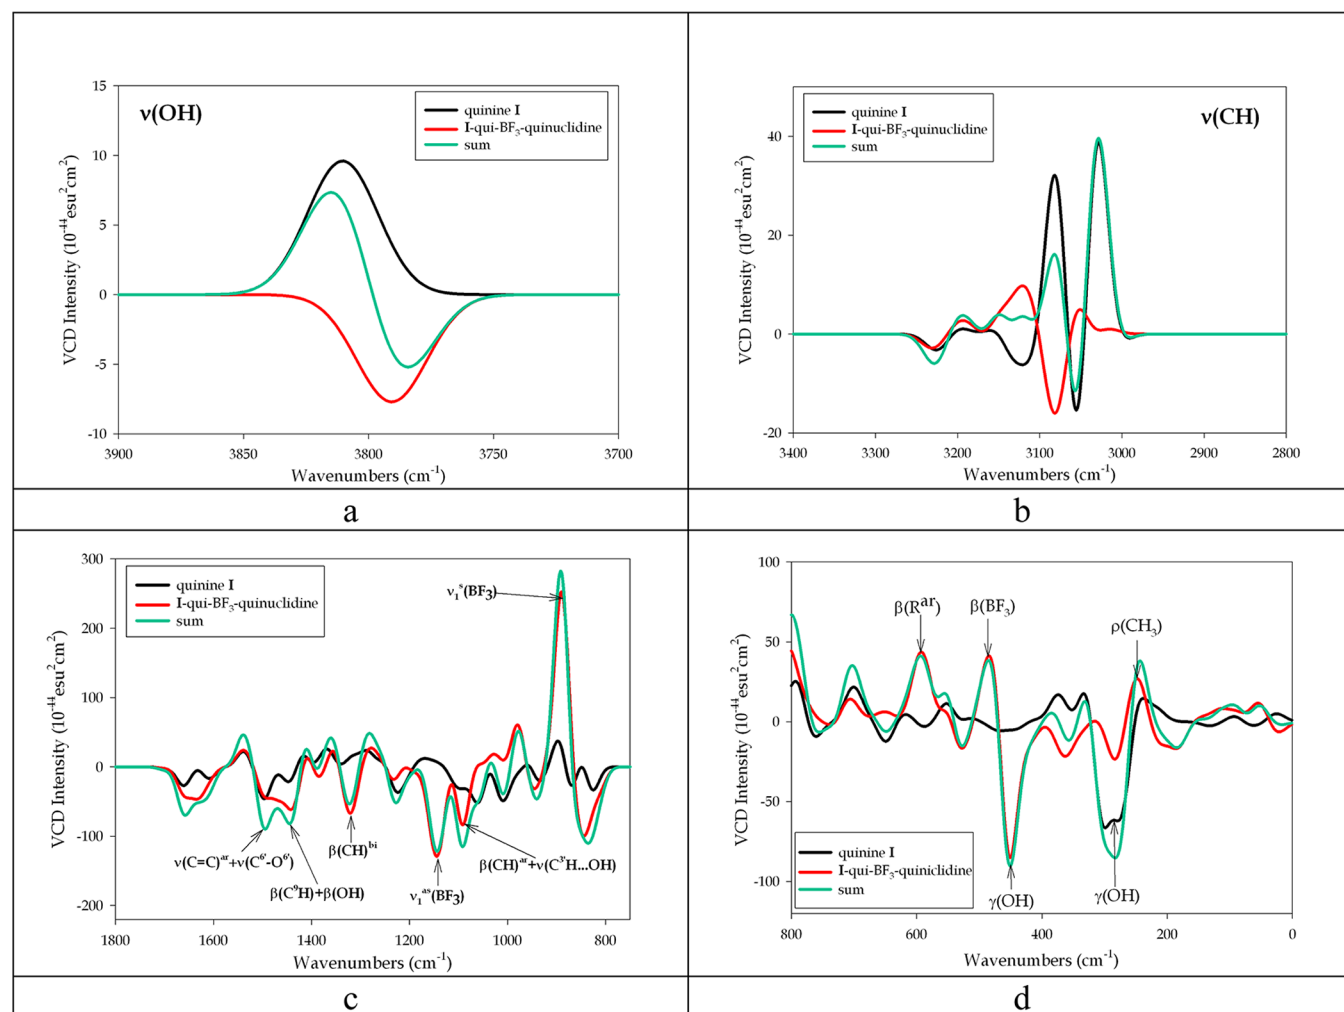 ν(OH)
quinine I
I-qui-BF3-quinuclidine
sum
VCD Intensity (10⁻⁴⁴esu²cm²)
15
10
5
0
-5
-10
3900 3850 3800 3750 3700
Wavenumbers (cm⁻¹)
a
ν(CH)
quinine I
I-qui-BF3-quinuclidine
sum
VCD Intensity (10⁻⁴⁴esu²cm²)
40
20
0
-20
3400 3300 3200 3100 3000 2900 2800
Wavenumbers (cm⁻¹)
b
quinine I
I-qui-BF3-quinuclidine
sum
VCD Intensity (10⁻⁴⁴esu²cm²)
300
200
100
0
-100
-200
ν₁ˢ(BF3)
ν(C=C)ᵃʳ+ν(C⁶'-O⁶')
β(C⁹H)+β(OH)
β(CH)ᵇⁱ
ν₁ᵃˢ(BF3)
β(CH)ᵃʳ+ν(C³'H...OH)
1800 1600 1400 1200 1000 800
Wavenumbers (cm⁻¹)
c
VCD Intensity (10⁻⁴⁴esu²cm²)
100
50
0
-50
-100
β(Rᵃʳ)
β(BF3)
ρ(CH3)
γ(OH)
γ(OH)
quinine I
I-qui-BF3-quiniclidine
sum
800 600 400 200 0
Wavenumbers (cm⁻¹)
d